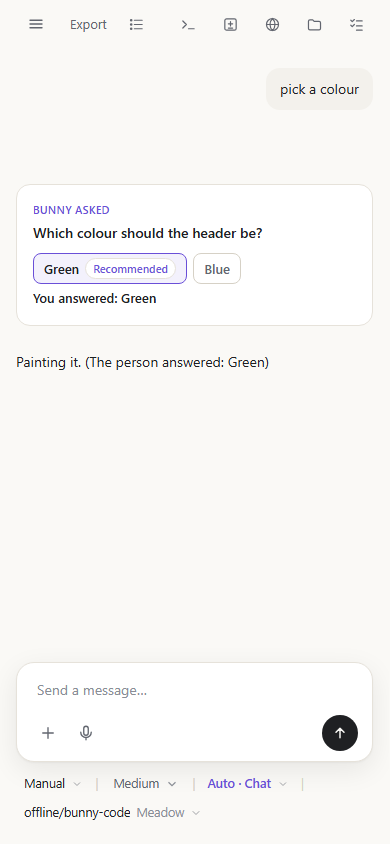 Export
pick a colour
BUNNY ASKED
Which colour should the header be?
Green Recommended Blue
You answered: Green
Painting it. (The person answered: Green)
Send a message...
Manual Medium Auto · Chat
offline/bunny-code Meadow